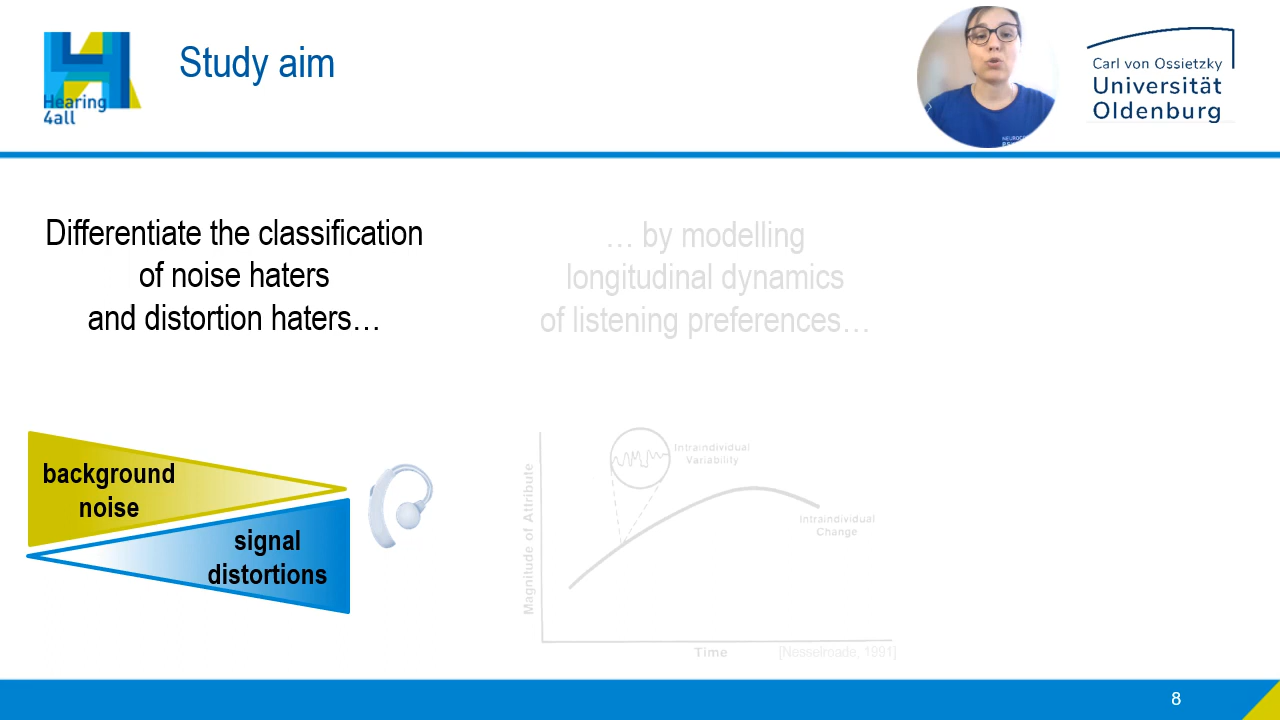 Hearing
4all
Study aim
Carl von Ossietzky
Universität
Oldenburg
Differentiate the classification
of noise haters
and distortion haters…
… by modelling
longitudinal dynamics
of listening preferences…
background
noise
signal
distortions
Magnitude of Attribute
Intraindividual
Variability
Intraindividual
Change
Time
[Nesselroade, 1991]
8